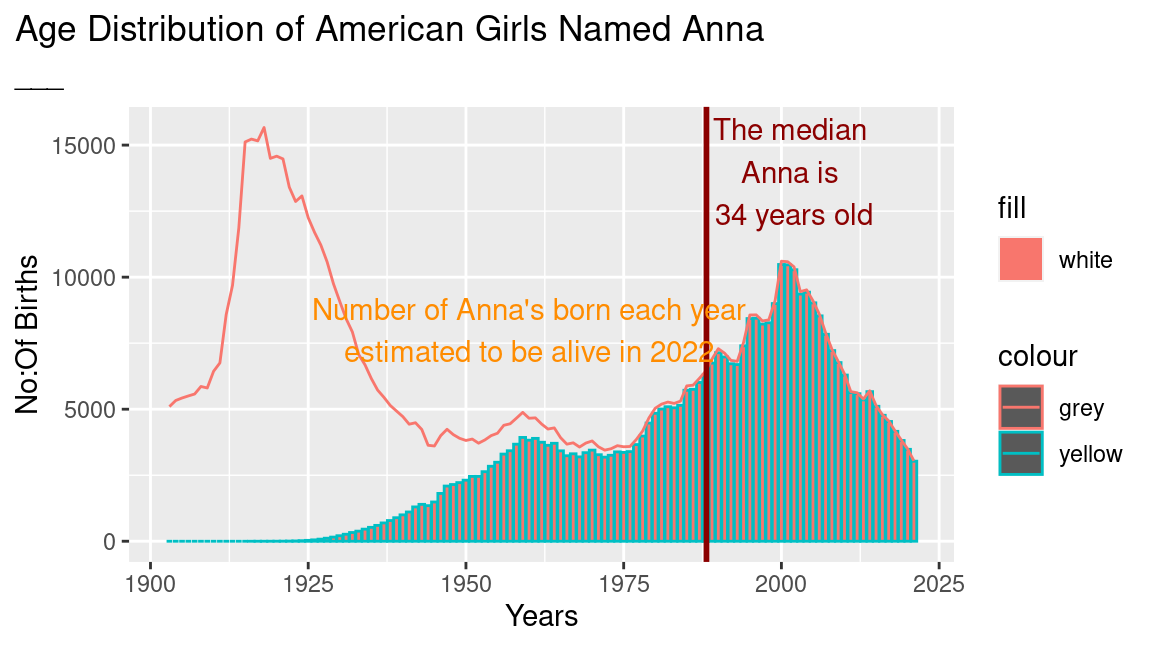 Age Distribution of American Girls Named Anna
___
The median
Anna is
34 years old
Number of Anna's born each year
estimated to be alive in 2022
15000
10000
5000
0
No:Of Births
1900 1925 1950 1975 2000 2025
Years
fill
white
colour
grey
yellow